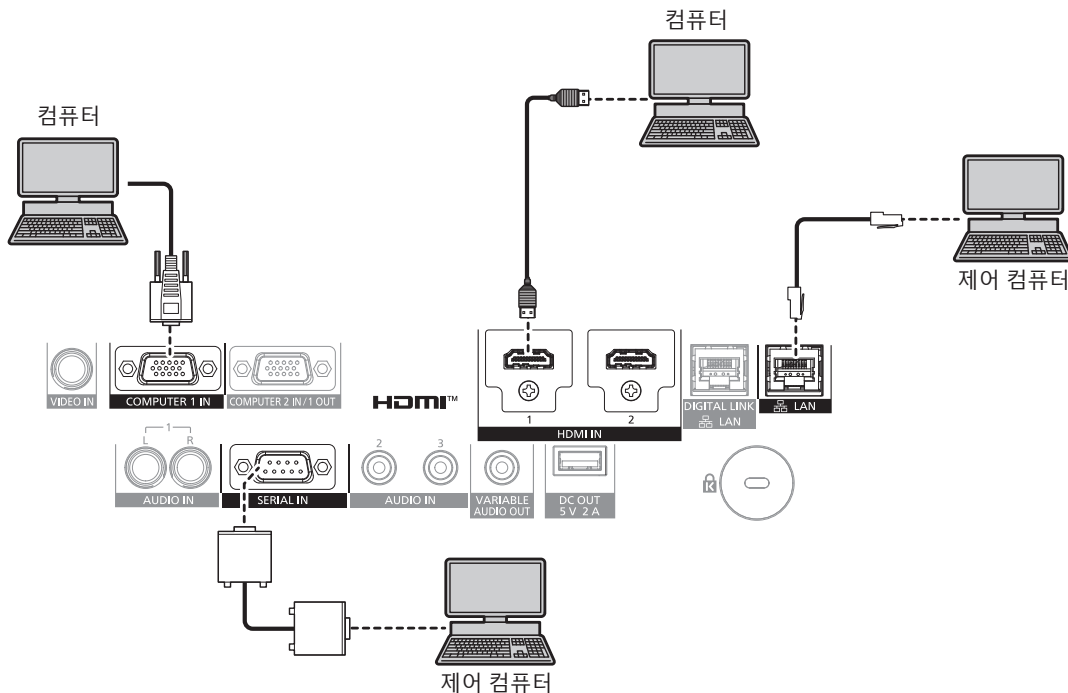 컴퓨터
컴퓨터
제어 컴퓨터
VIDEO IN
COMPUTER 1 IN
COMPUTER 2 IN/1 OUT
HDMI™
1
2
HDMI IN
DIGITAL LINK
LAN
LAN
1
L
R
AUDIO IN
SERIAL IN
2
3
AUDIO IN
VARIABLE
AUDIO OUT
DC OUT
5 V 2 A
K
제어 컴퓨터